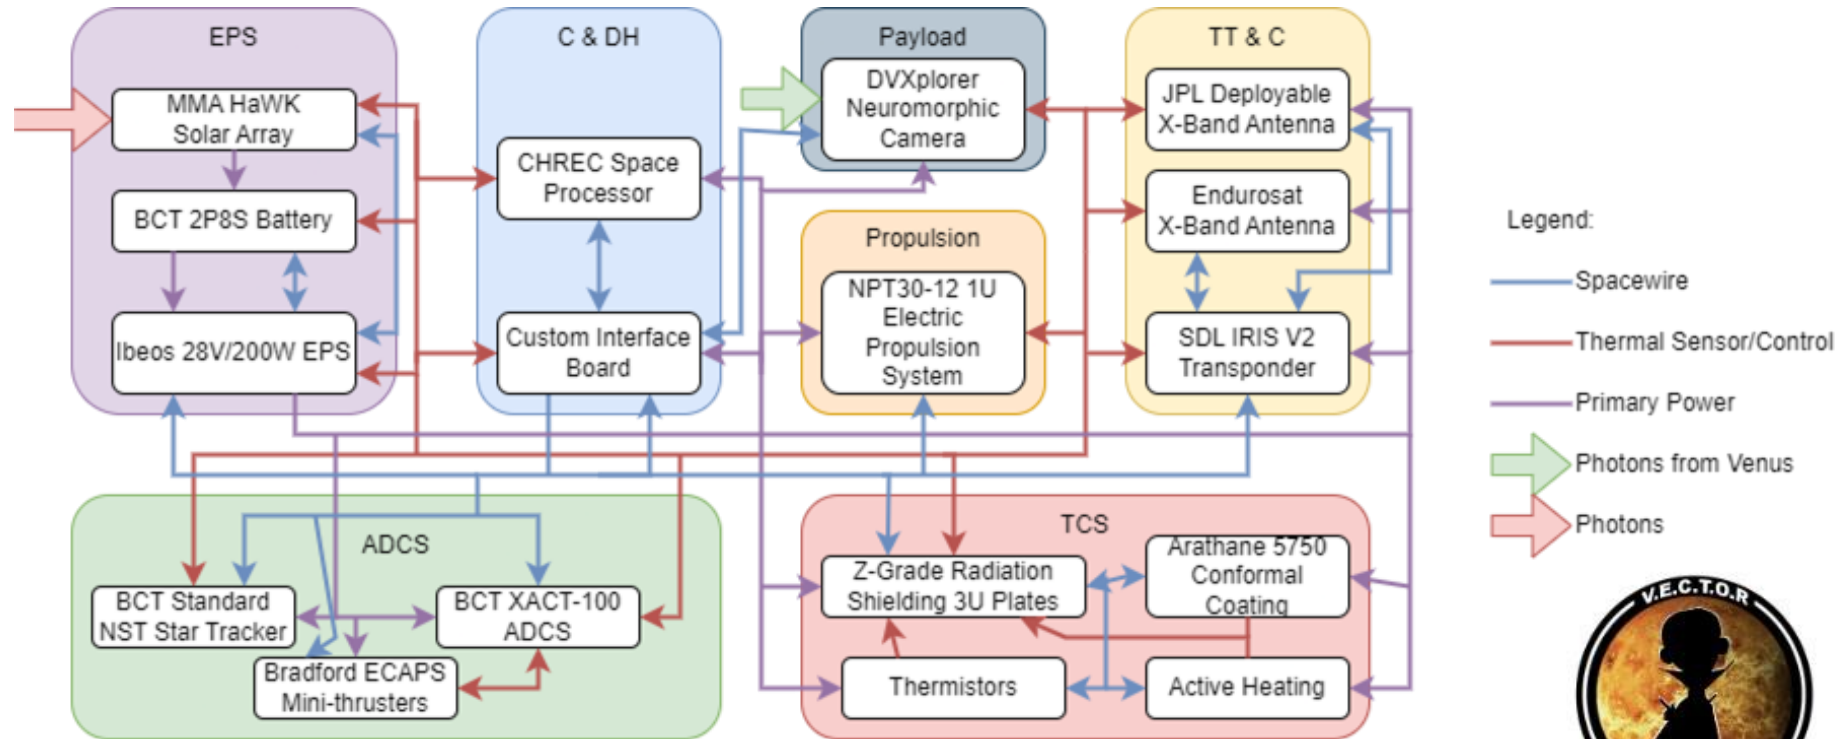 EPS
MMA HaWK
Solar Array
BCT 2P8S Battery
Ibeos 28V/200W EPS
C & DH
CHREC Space
Processor
Custom Interface
Board
Payload
DVXplorer
Neuromorphic
Camera
Propulsion
NPT30-12 1U
Electric
Propulsion
System
TT & C
JPL Deployable
X-Band Antenna
Endurosat
X-Band Antenna
SDL IRIS V2
Transponder
ADCS
BCT Standard
NST Star Tracker
BCT XACT-100
ADCS
Bradford ECAPS
Mini-thrusters
TCS
Z-Grade Radiation
Shielding 3U Plates
Arathane 5750
Conformal
Coating
Thermistors
Active Heating
Legend:
Spacewire
Thermal Sensor/Control
Primary Power
Photons from Venus
Photons
V.E.C.T.O.R